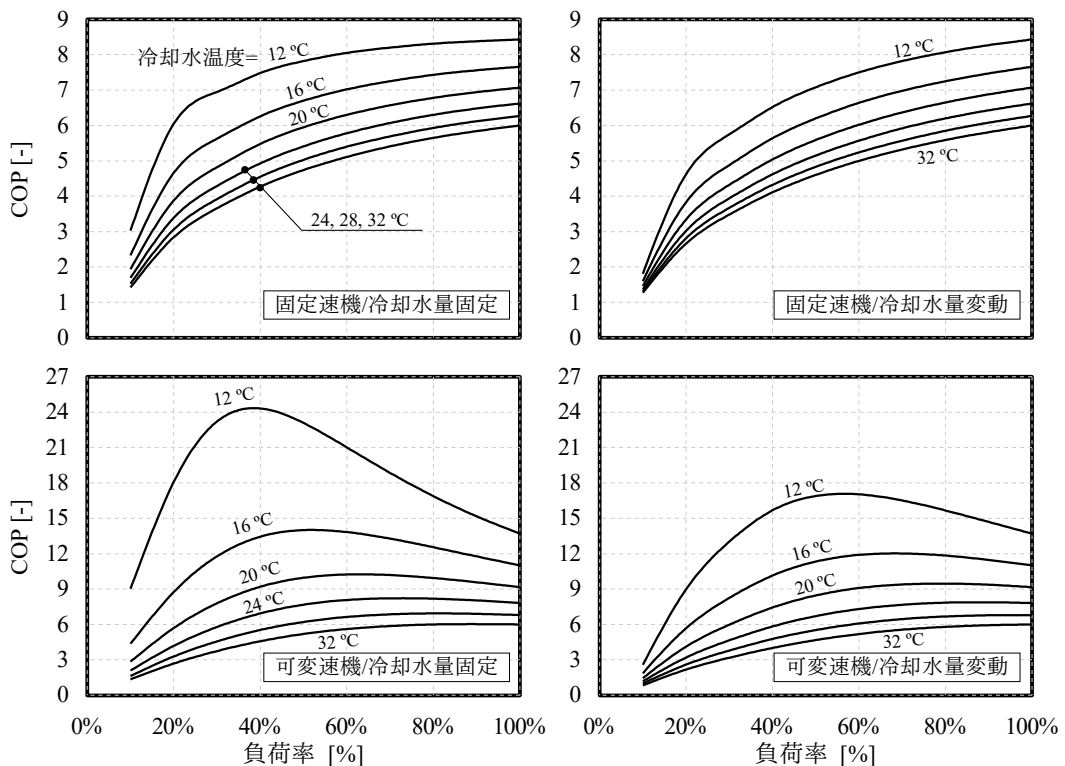 9
8
7
6
5
4
3
2
1
0
COP [-]
冷却水温度=
12 ºC
16 ºC
20 ºC
24, 28, 32 ºC
固定速機/冷却水量固定
9
8
7
6
5
4
3
2
1
0
12 ºC
32 ºC
固定速機/冷却水量変動
27
24
21
18
15
12
9
6
3
0
COP [-]
12 ºC
16 ºC
20 ºC
24 ºC
32 ºC
可変速機/冷却水量固定
0% 20% 40% 60% 80% 100%
負荷率 [%]
27
24
21
18
15
12
9
6
3
0
12 ºC
16 ºC
20 ºC
32 ºC
可変速機/冷却水量変動
0% 20% 40% 60% 80% 100%
負荷率 [%]